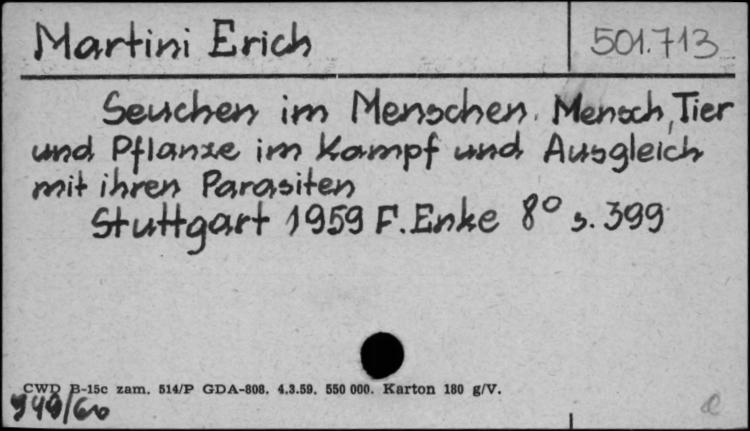 Martini Erich 501.713
Seuchen im Menschen. Mensch, Tier
und Pflanze im Kampf und Ausgleich
mit ihren Parasiten
Stuttgart 1959 F. Enke 8° s. 399
CWD B-15c zam. 514/P GDA-808. 4.3.59. 550 000. Karton 180 g/V.